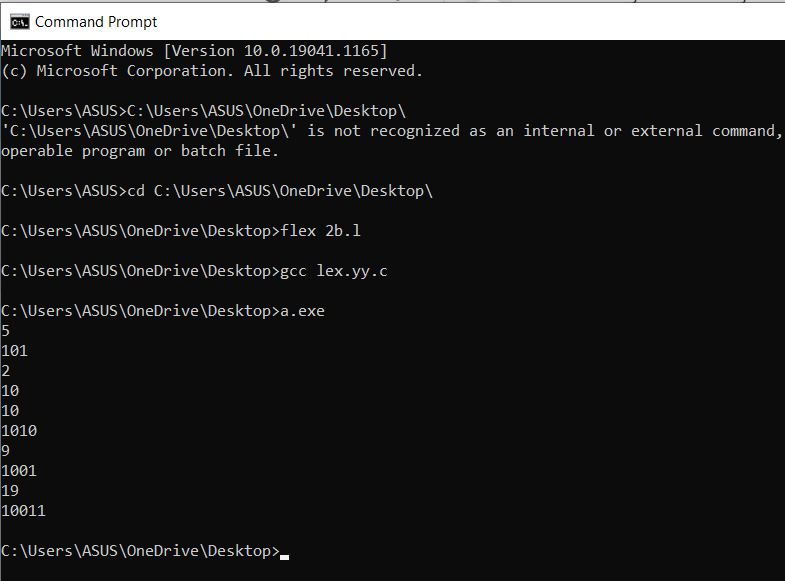 Command Prompt
Microsoft Windows [Version 10.0.19041.1165]
(c) Microsoft Corporation. All rights reserved.
C:\Users\ASUS>C:\Users\ASUS\OneDrive\Desktop\
'C:\Users\ASUS\OneDrive\Desktop\' is not recognized as an internal or external command,
operable program or batch file.
C:\Users\ASUS>cd C:\Users\ASUS\OneDrive\Desktop\
C:\Users\ASUS\OneDrive\Desktop>flex 2b.l
C:\Users\ASUS\OneDrive\Desktop>gcc lex.yy.c
C:\Users\ASUS\OneDrive\Desktop>a.exe
5
101
2
10
10
1010
9
1001
19
10011
C:\Users\ASUS\OneDrive\Desktop>